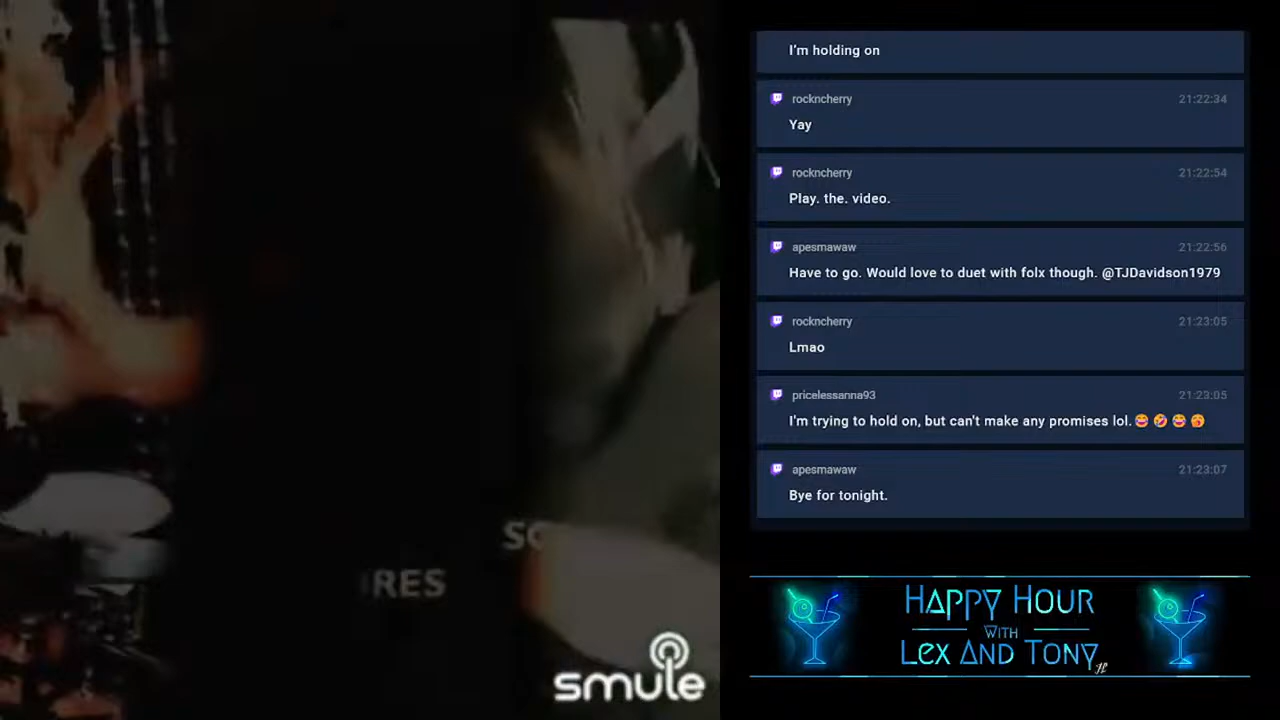 I'm holding on
rockncherry 21:22:34
Yay
rockncherry 21:22:54
Play. the. video.
apesmawaw 21:22:56
Have to go. Would love to duet with folx though. @TJDavidson1979
rockncherry 21:23:05
Lmao
pricelessanna93 21:23:05
I'm trying to hold on, but can't make any promises lol.😂 🤣 😂 🥱
apesmawaw 21:23:07
Bye for tonight.
RES
smule
HAPPY HOUR
WITH
LEX AND TONY